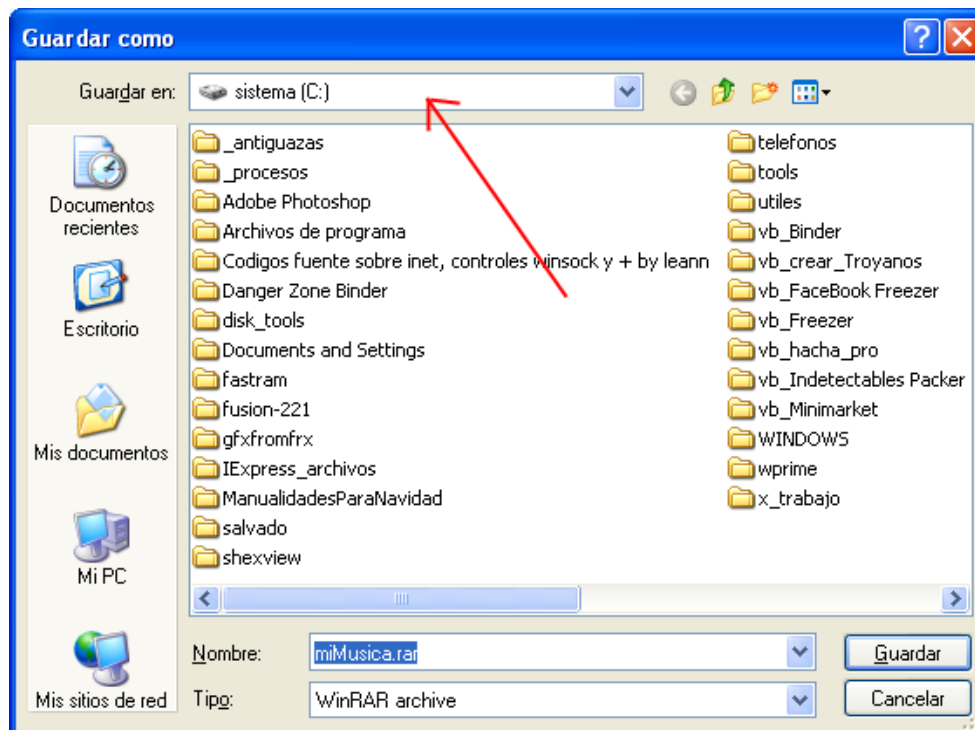 Guardar como
Guardar en:
sistema (C:)
Documentos
recientes
Escritorio
Mis documentos
Mi PC
Mis sitios de red
_antiguazas
_procesos
Adobe Photoshop
Archivos de programa
Codigos fuente sobre inet, controles winsock y + by leann
Danger Zone Binder
disk_tools
Documents and Settings
fastram
fusion-221
gfxfromfrx
IExpress_archivos
ManualidadesParaNavidad
salvado
shexview
telefonos
tools
utiles
vb_Binder
vb_crear_Troyanos
vb_FaceBook Freezer
vb_Freezer
vb_hacha_pro
vb_Indetectables Packer
vb_Minimarket
WINDOWS
wprime
x_trabajo
Nombre:
miMusica.rar
Guardar
Tipo:
WinRAR archive
Cancelar